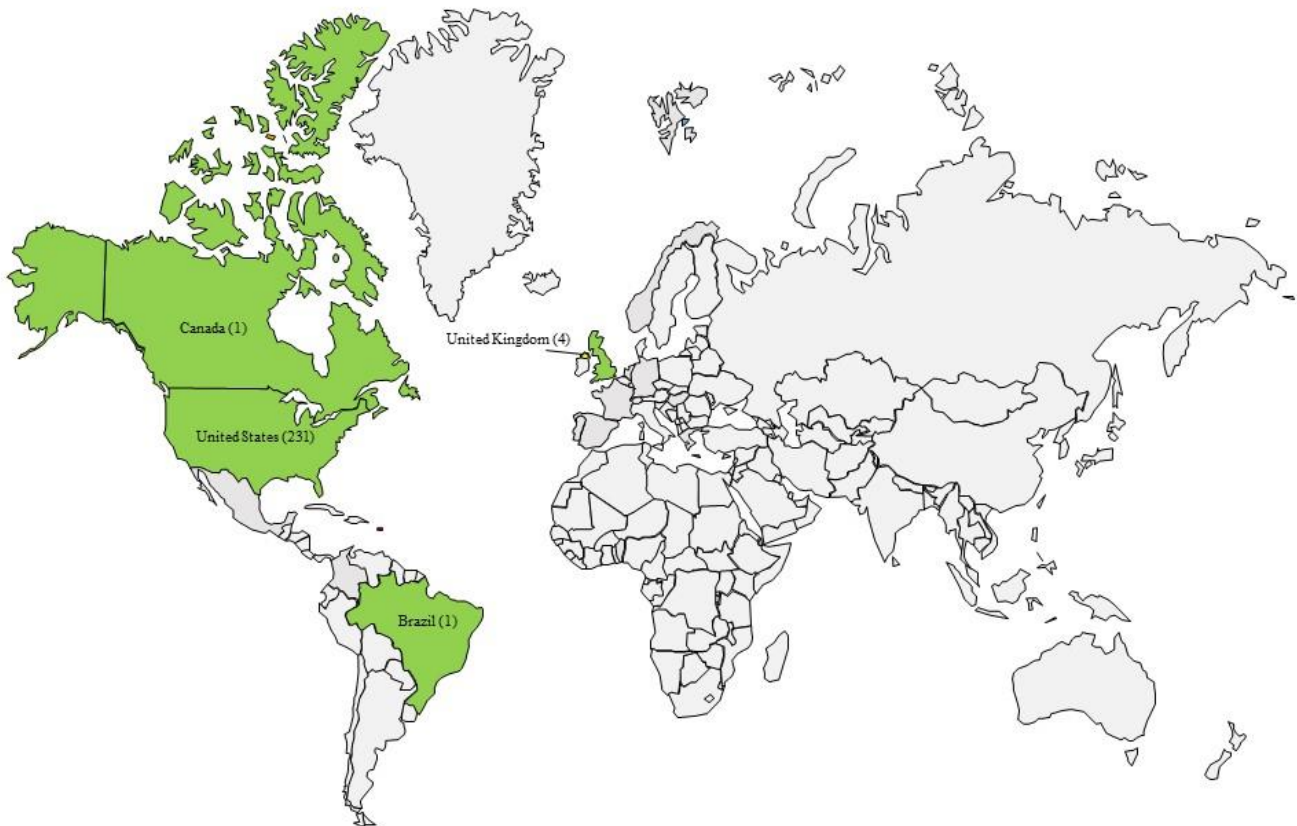 Canada (1)
United Kingdom (4)
United States (231)
Brazil (1)